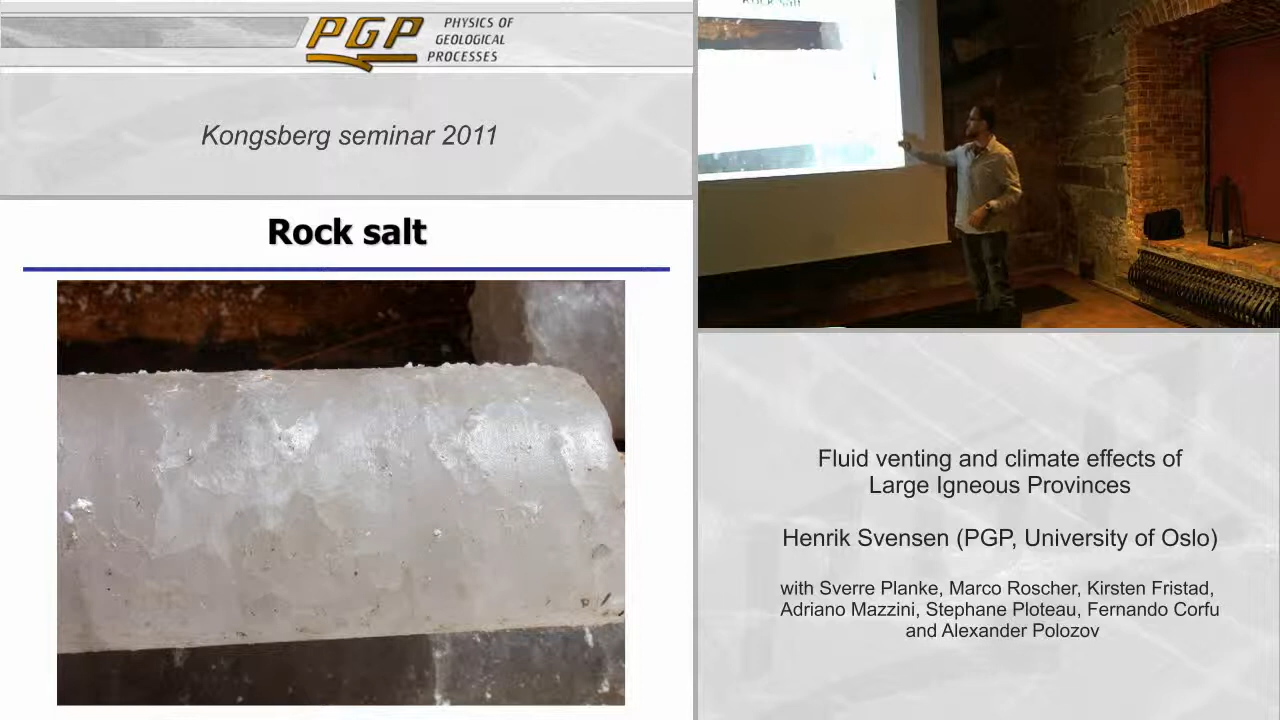 PGP
PHYSICS OF
GEOLOGICAL
PROCESSES
Kongsberg seminar 2011
Rock salt
Rock salt
Fluid venting and climate effects of
Large Igneous Provinces
Henrik Svensen (PGP, University of Oslo)
with Sverre Planke, Marco Roscher, Kirsten Fristad,
Adriano Mazzini, Stephane Ploteau, Fernando Corfu
and Alexander Polozov